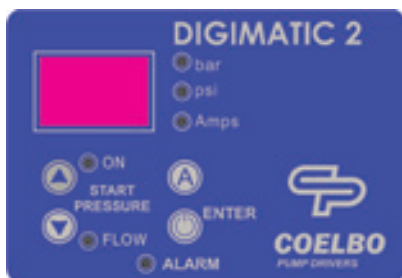 DIGIMATIC 2
bar
psi
Amps
ON
START
PRESSURE
FLOW
A
ENTER
ALARM
COELBO
PUMP DRIVERS